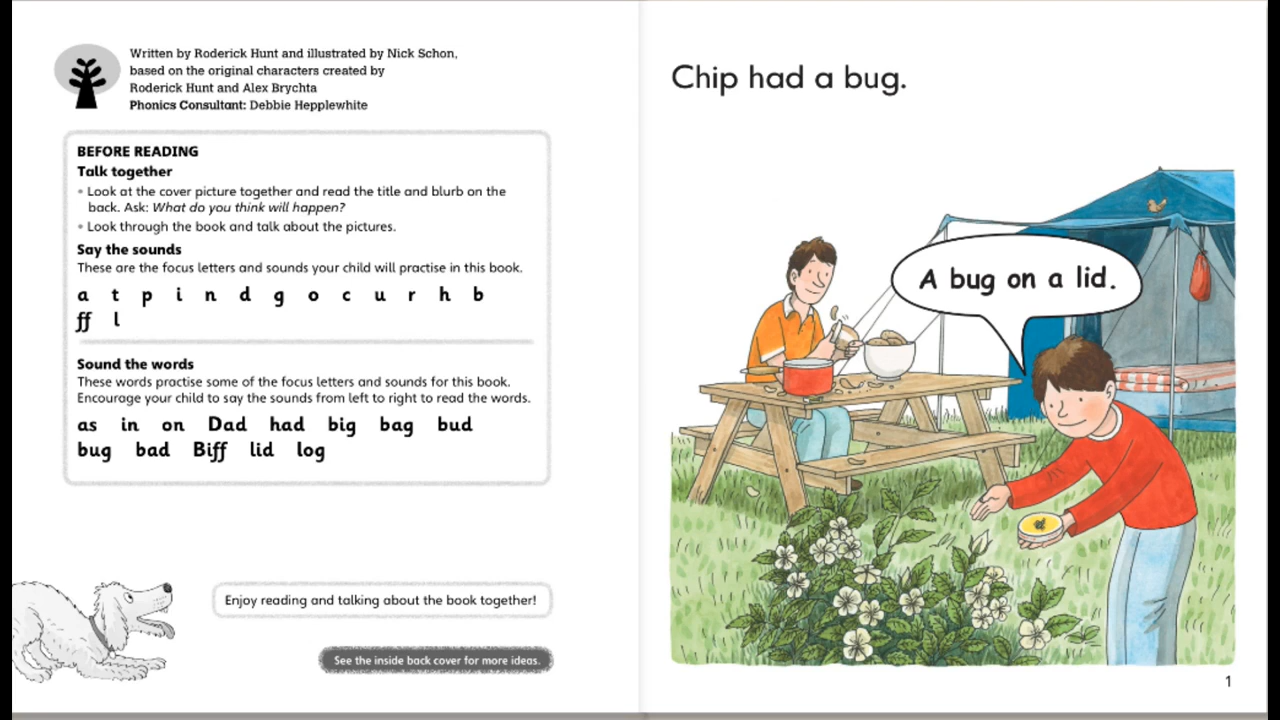 Written by Roderick Hunt and illustrated by Nick Schon,
based on the original characters created by
Roderick Hunt and Alex Brychta
Phonics Consultant: Debbie Hepplewhite
BEFORE READING
Talk together
• Look at the cover picture together and read the title and blurb on the
back. Ask: What do you think will happen?
• Look through the book and talk about the pictures.
Say the sounds
These are the focus letters and sounds your child will practise in this book.
a t p i n d g o c u r h b
ff l
Sound the words
These words practise some of the focus letters and sounds for this book.
Encourage your child to say the sounds from left to right to read the words.
as in on Dad had big bag bud
bug bad Biff lid log
Enjoy reading and talking about the book together!
See the inside back cover for more ideas.
Chip had a bug.
A bug on a lid.
1